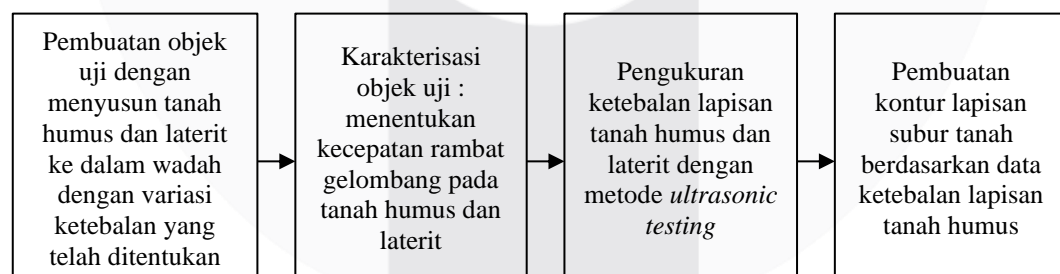 Pembuatan objek
uji dengan
menyusun tanah
humus dan laterit
ke dalam wadah
dengan variasi
ketebalan yang
telah ditentukan
Karakterisasi
objek uji :
menentukan
kecepatan rambat
gelombang pada
tanah humus dan
laterit
Pengukuran
ketebalan lapisan
tanah humus dan
laterit dengan
metode ultrasonic
testing
Pembuatan
kontur lapisan
subur tanah
berdasarkan data
ketebalan lapisan
tanah humus